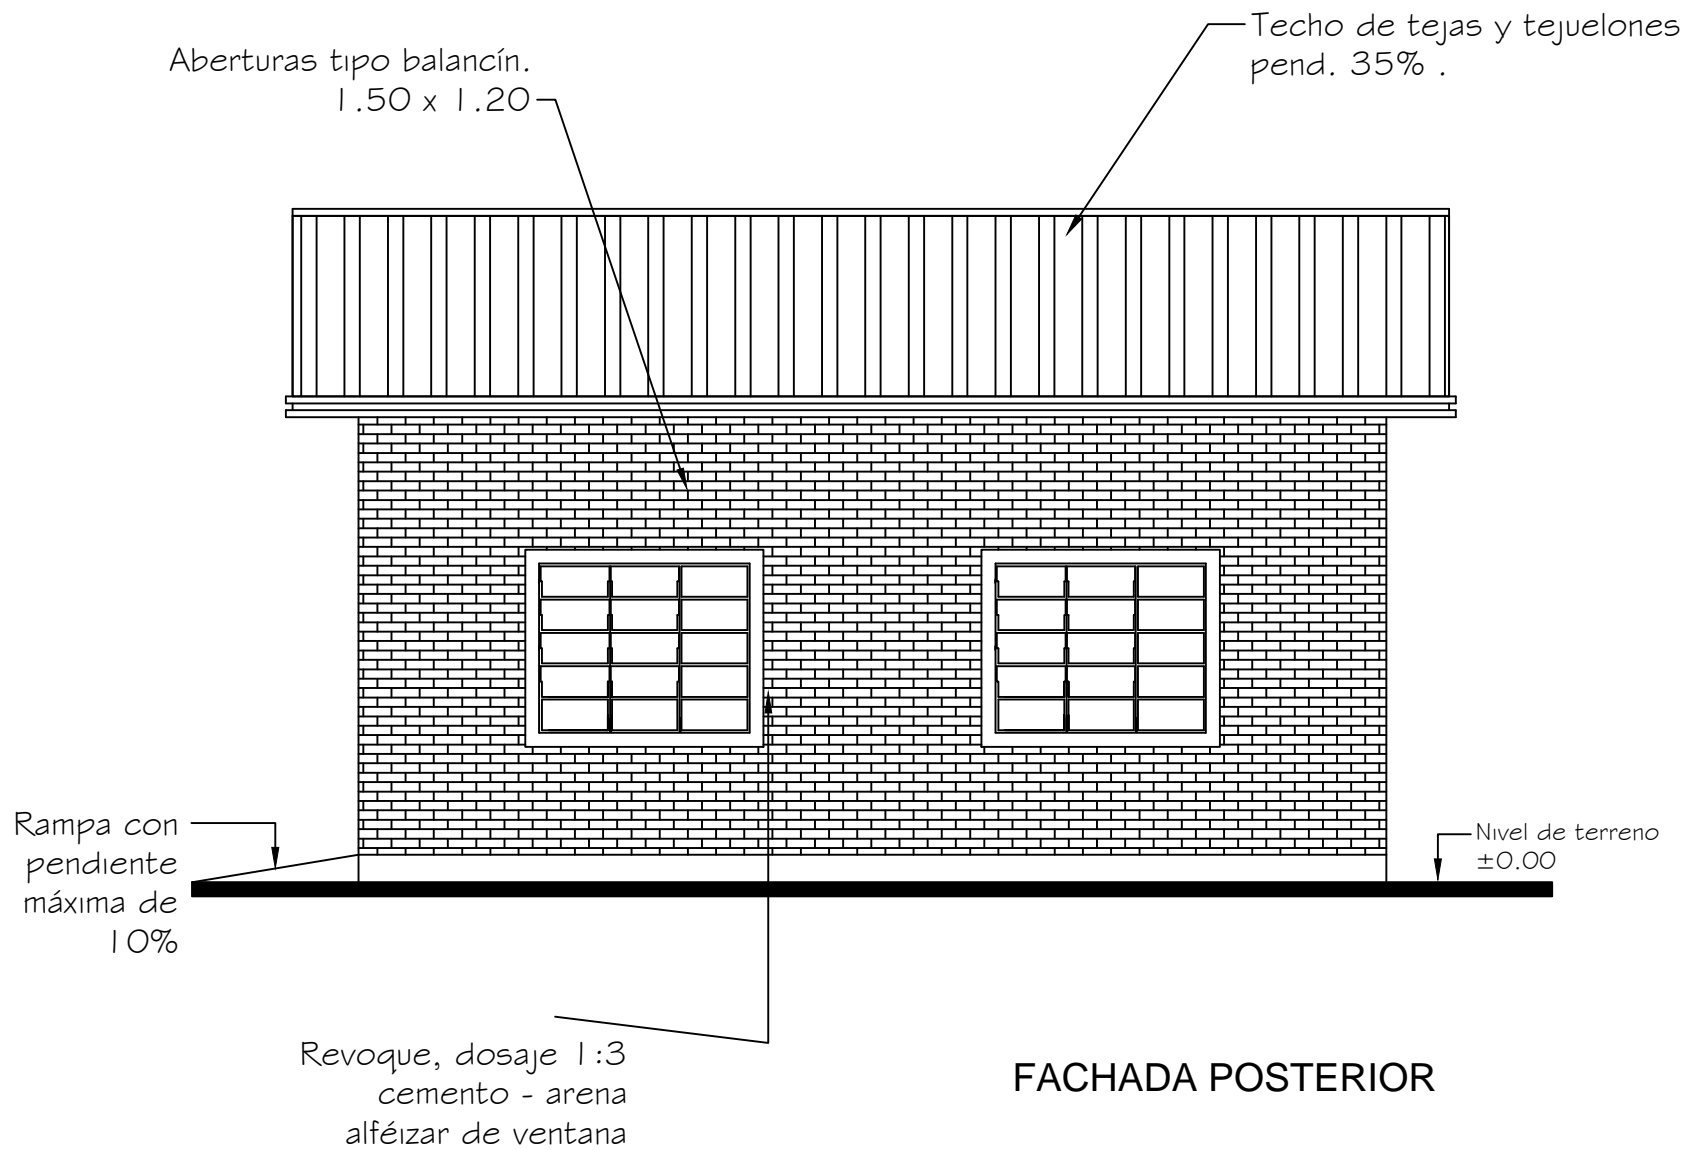 Techo de tejas y tejuelones
pend. 35% .
Aberturas tipo balancín.
1.50 x 1.20
Rampa con
pendiente
máxima de
10%
Nivel de terreno
±0.00
Revoque, dosaje 1:3
cemento - arena
alféizar de ventana
FACHADA POSTERIOR